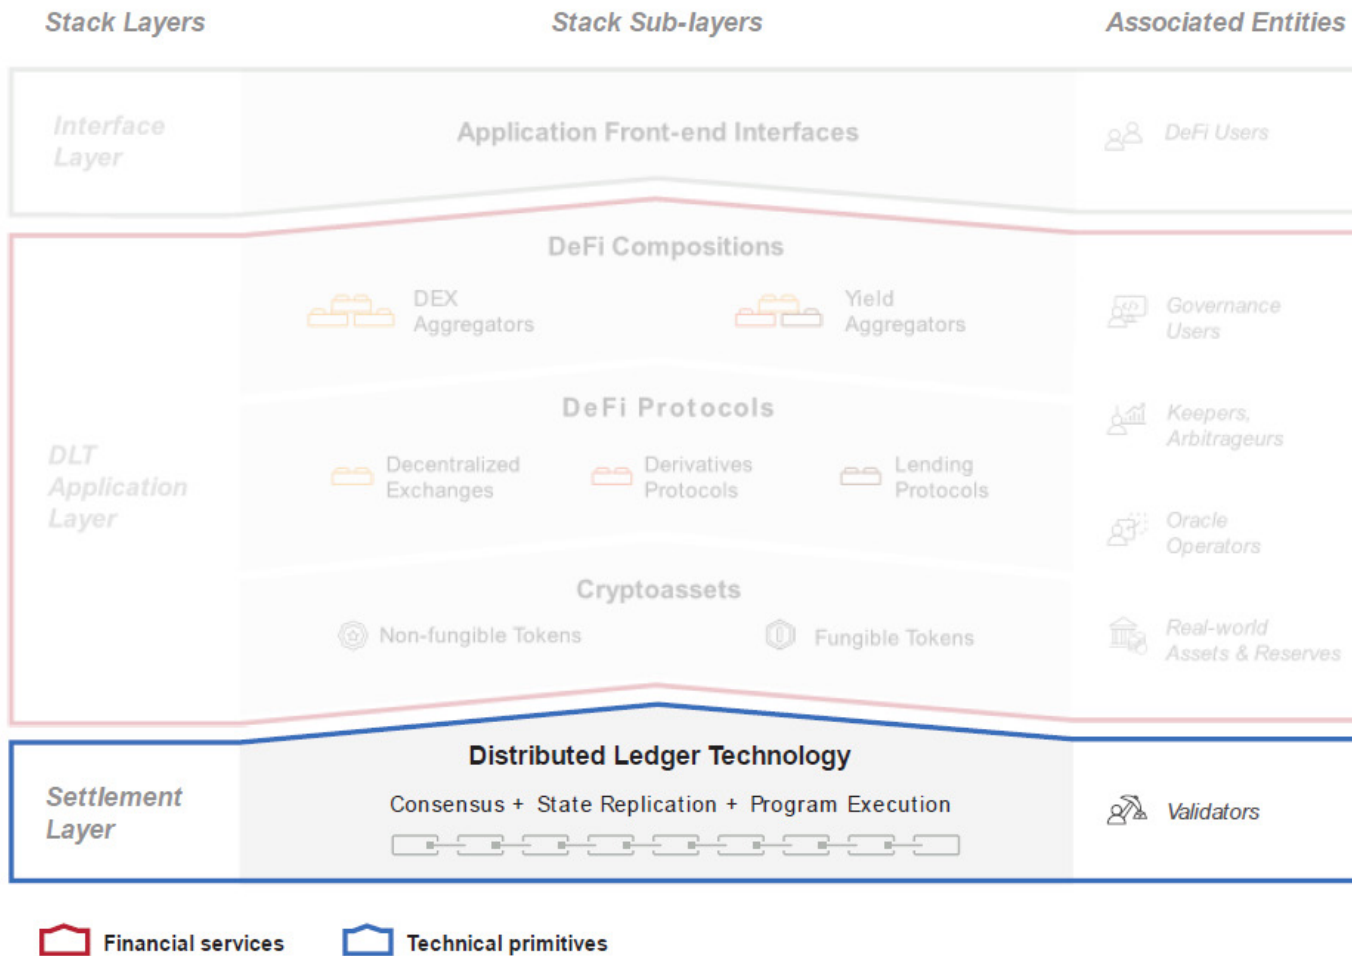 Stack Layers
Stack Sub-layers
Associated Entities
Interface
Layer
Application Front-end Interfaces
DeFi Users
DeFi Compositions
DEX
Aggregators
Yield
Aggregators
Governance
Users
DLT
Application
Layer
DeFi Protocols
Decentralized
Exchanges
Derivatives
Protocols
Lending
Protocols
Keepers,
Arbitrageurs
Oracle
Operators
Cryptoassets
Non-fungible Tokens
Fungible Tokens
Real-world
Assets & Reserves
Settlement
Layer
Distributed Ledger Technology
Consensus + State Replication + Program Execution
Validators
Financial services
Technical primitives